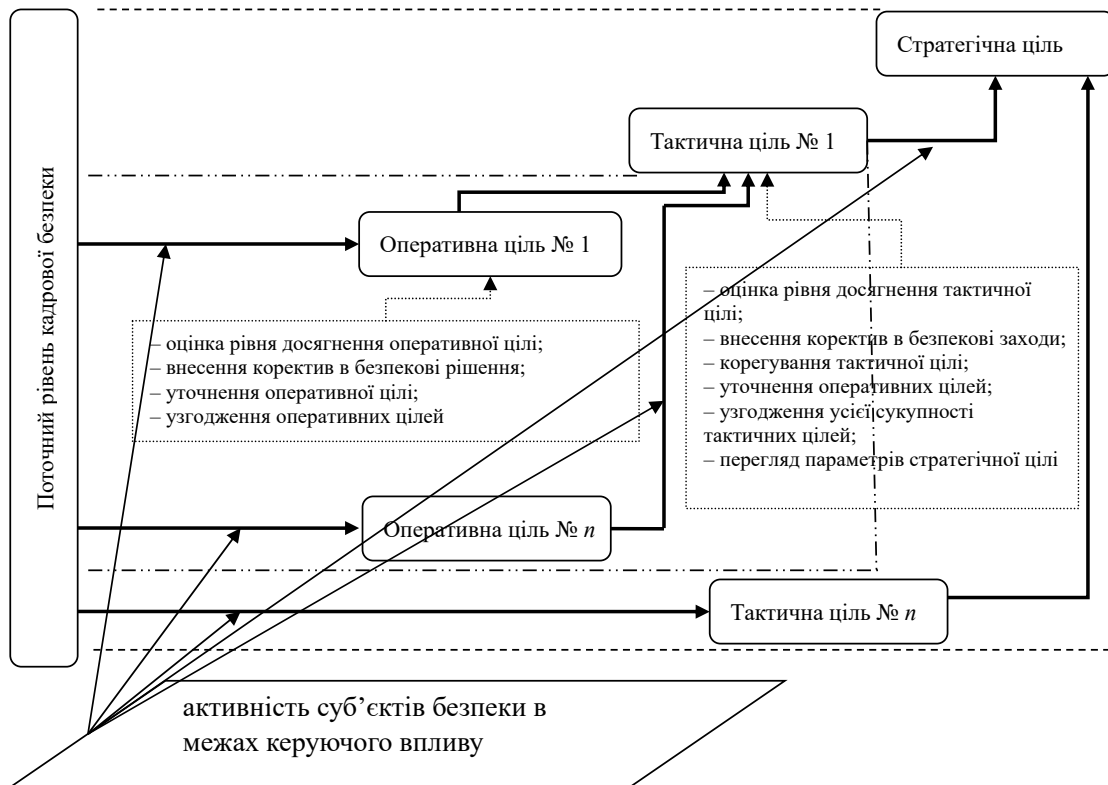 Стратегічна ціль
Тактична ціль № 1
Поточний рівень кадрової безпеки
Оперативна ціль № 1
– оцінка рівня досягнення оперативної цілі;
– внесення коректив в безпекові рішення;
– уточнення оперативної цілі;
– узгодження оперативних цілей
– оцінка рівня досягнення тактичної
цілі;
– внесення коректив в безпекові заходи;
– корегування тактичної цілі;
– уточнення оперативних цілей;
– узгодження усієї сукупності
тактичних цілей;
– перегляд параметрів стратегічної цілі
Оперативна ціль № n
Тактична ціль № n
активність суб’єктів безпеки в
межах керуючого впливу